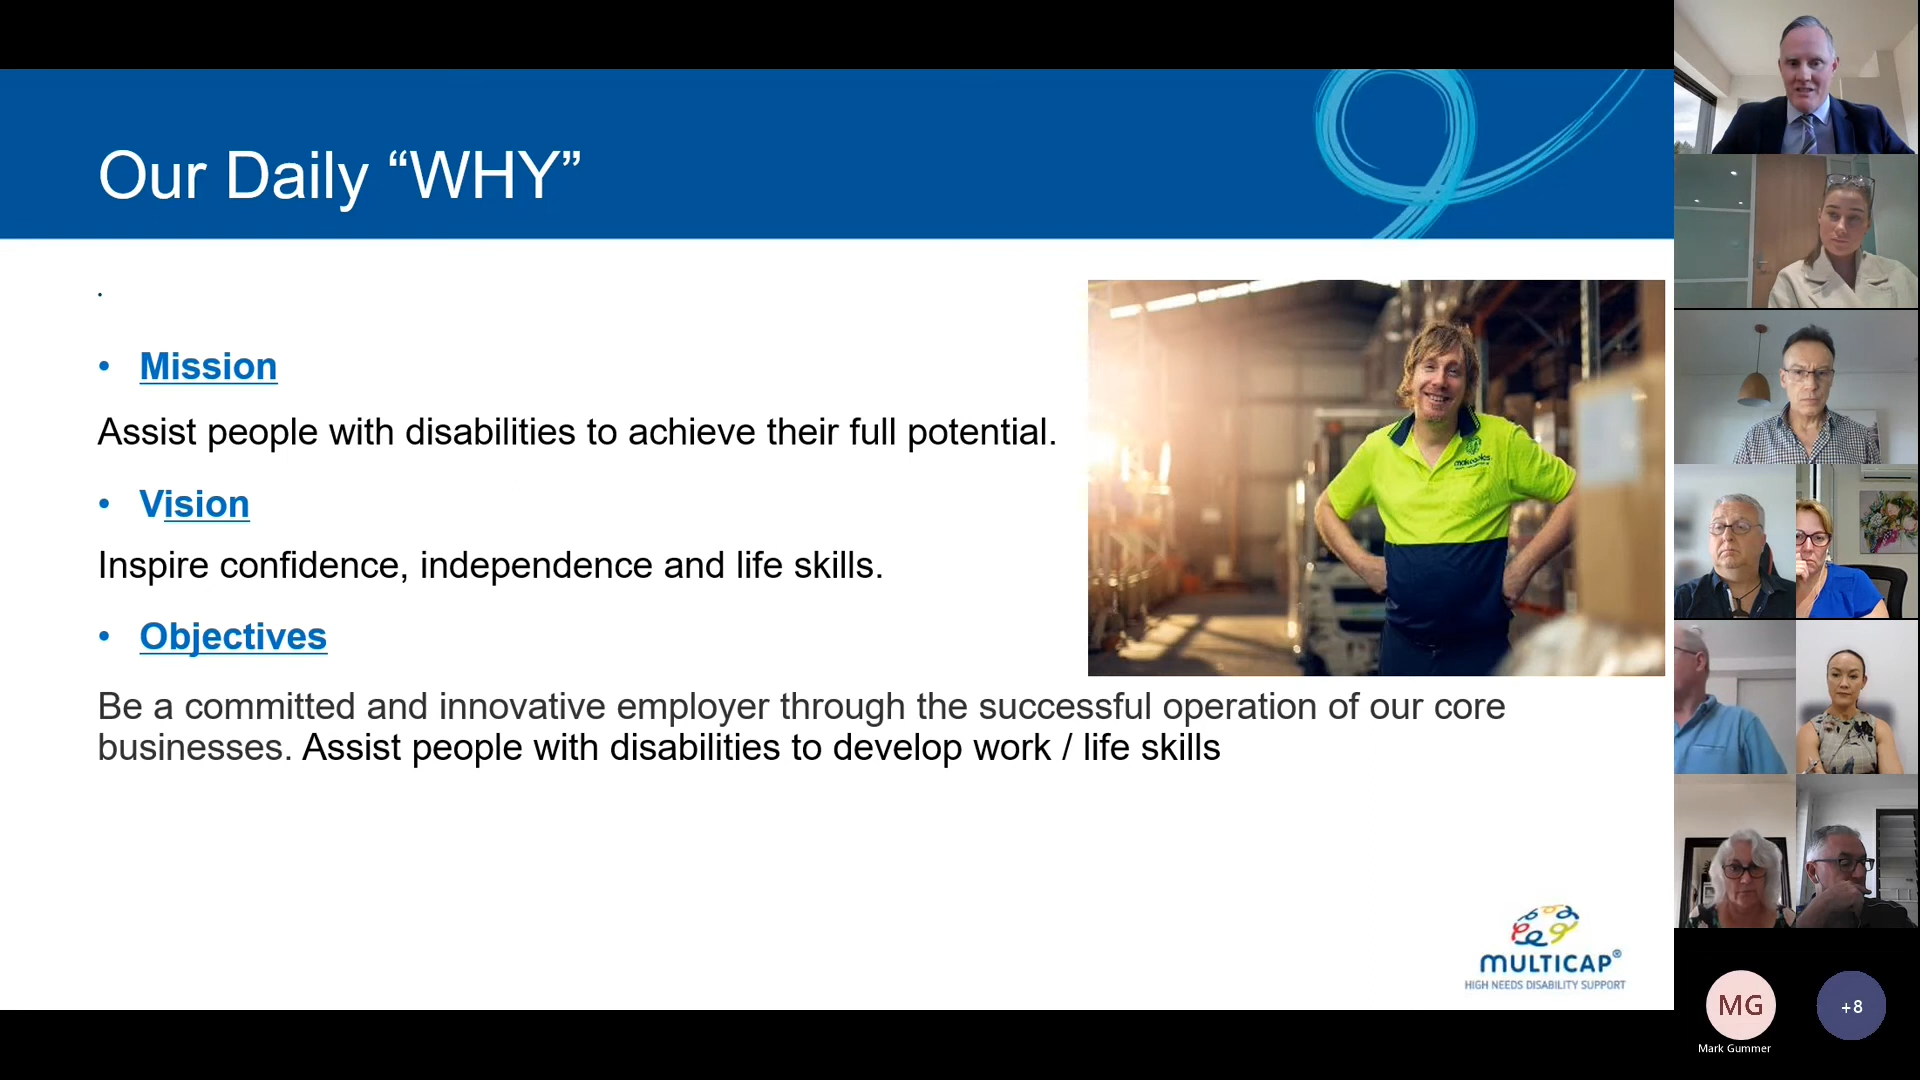 Our Daily “WHY”
•
• Mission
Assist people with disabilities to achieve their full potential.
• Vision
Inspire confidence, independence and life skills.
• Objectives
Be a committed and innovative employer through the successful operation of our core
businesses. Assist people with disabilities to develop work / life skills
MULTICAP®
HIGH NEEDS DISABILITY SUPPORT
MG
+8
Mark Gummer